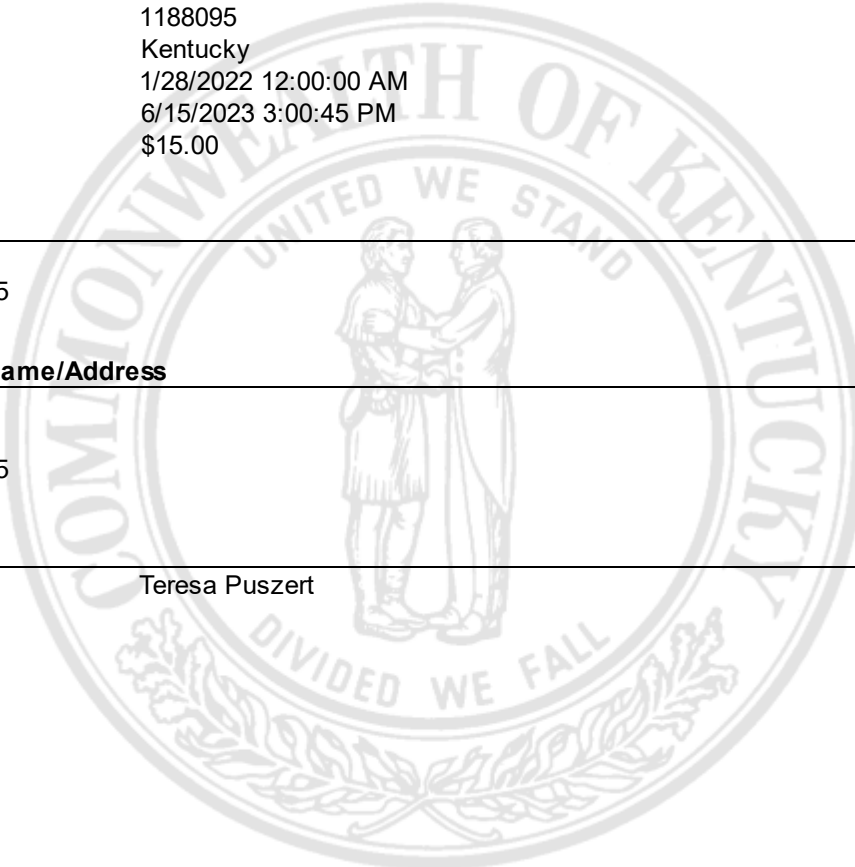 1188095
Kentucky
1/28/2022 12:00:00 AM
6/15/2023 3:00:45 PM
$15.00
COMMONWEALTH OF KENTUCKY
UNITED WE STAND
5
ame/Address
5
Teresa Puszert
DIVIDED WE FALL